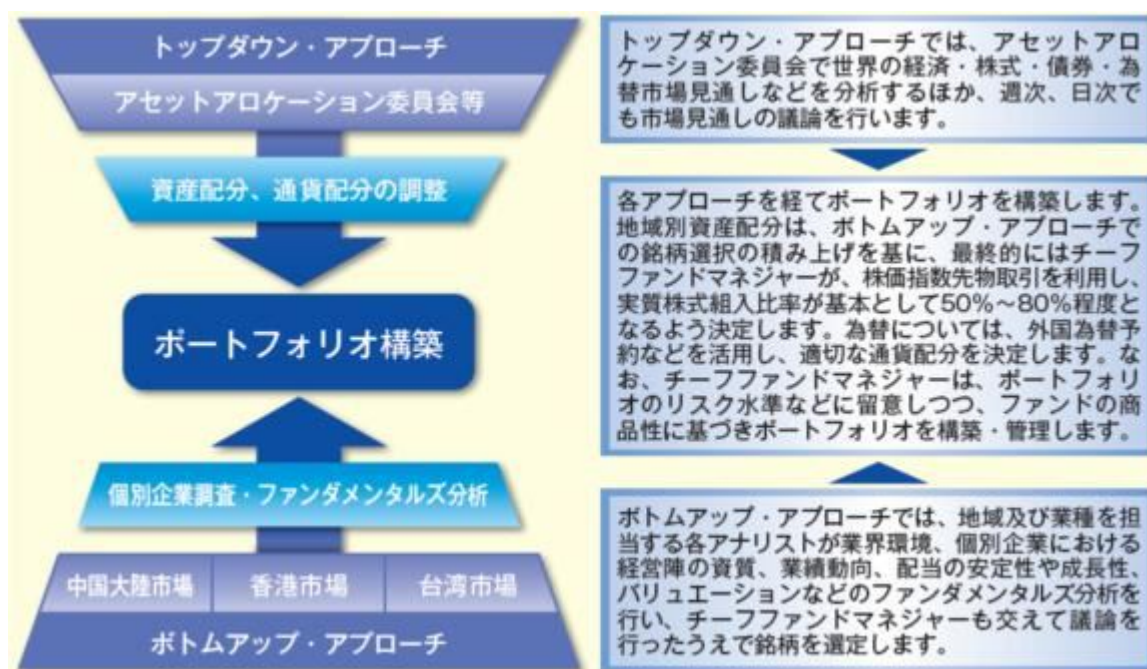 トップダウン・アプローチ
アセットアロケーション委員会等
資産配分、通貨配分の調整
ポートフォリオ構築
個別企業調査・ファンダメンタルズ分析
中国大陸市場
香港市場
台湾市場
ボトムアップ・アプローチ
トップダウン・アプローチでは、アセットアロ
ケーション委員会で世界の経済・株式・債券・為
替市場見通しなどを分析するほか、週次、日次で
も市場見通しの議論を行います。
各アプローチを経てポートフォリオを構築します。
地域別資産配分は、ボトムアップ・アプローチで
の銘柄選択の積み上げを基に、最終的にはチーフ
ファンドマネジャーが、株価指数先物取引を利用し、
実質株式組入比率が基本として50%~80%程度と
なるよう決定します。為替については、外国為替予
約などを活用し、適切な通貨配分を決定します。な
お、チーフファンドマネジャーは、ポートフォリ
オのリスク水準などに留意しつつ、ファンドの商
品性に基づきポートフォリオを構築・管理します。
ボトムアップ・アプローチでは、地域及び業種を担
当する各アナリストが業界環境、個別企業における
経営陣の資質、業績動向、配当の安定性や成長性、
バリュエーションなどのファンダメンタルズ分析を
行い、チーフファンドマネジャーも交えて議論を
行ったうえで銘柄を選定します。